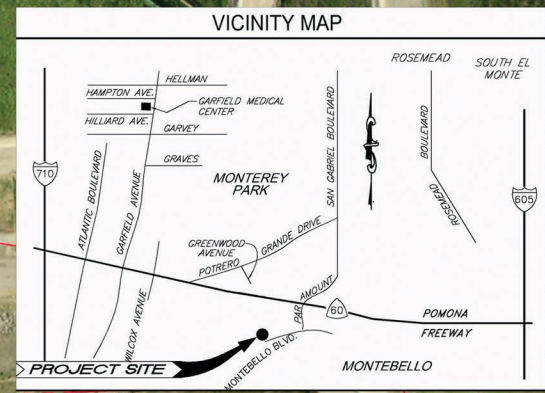 VICINITY MAP
ROSEMEAD
SOUTH EL
MONTE
HELLMAN
HAMPTON AVE.
GARFIELD MEDICAL
CENTER
HILLIARD AVE.
GARVEY
GRAVES
710
MONTEREY
PARK
SAN GABRIEL BOULEVARD
BOULEVARD
ROSEMEAD
605
ATLANTIC BOULEVARD
GARFIELD AVENUE
GREENWOOD
AVENUE
POTRERO
GRANDE DRIVE
WILCOX AVENUE
PAR
AMOUNT
60
POMONA
FREEWAY
MONTEBELLO BLVD.
MONTEBELLO
PROJECT SITE